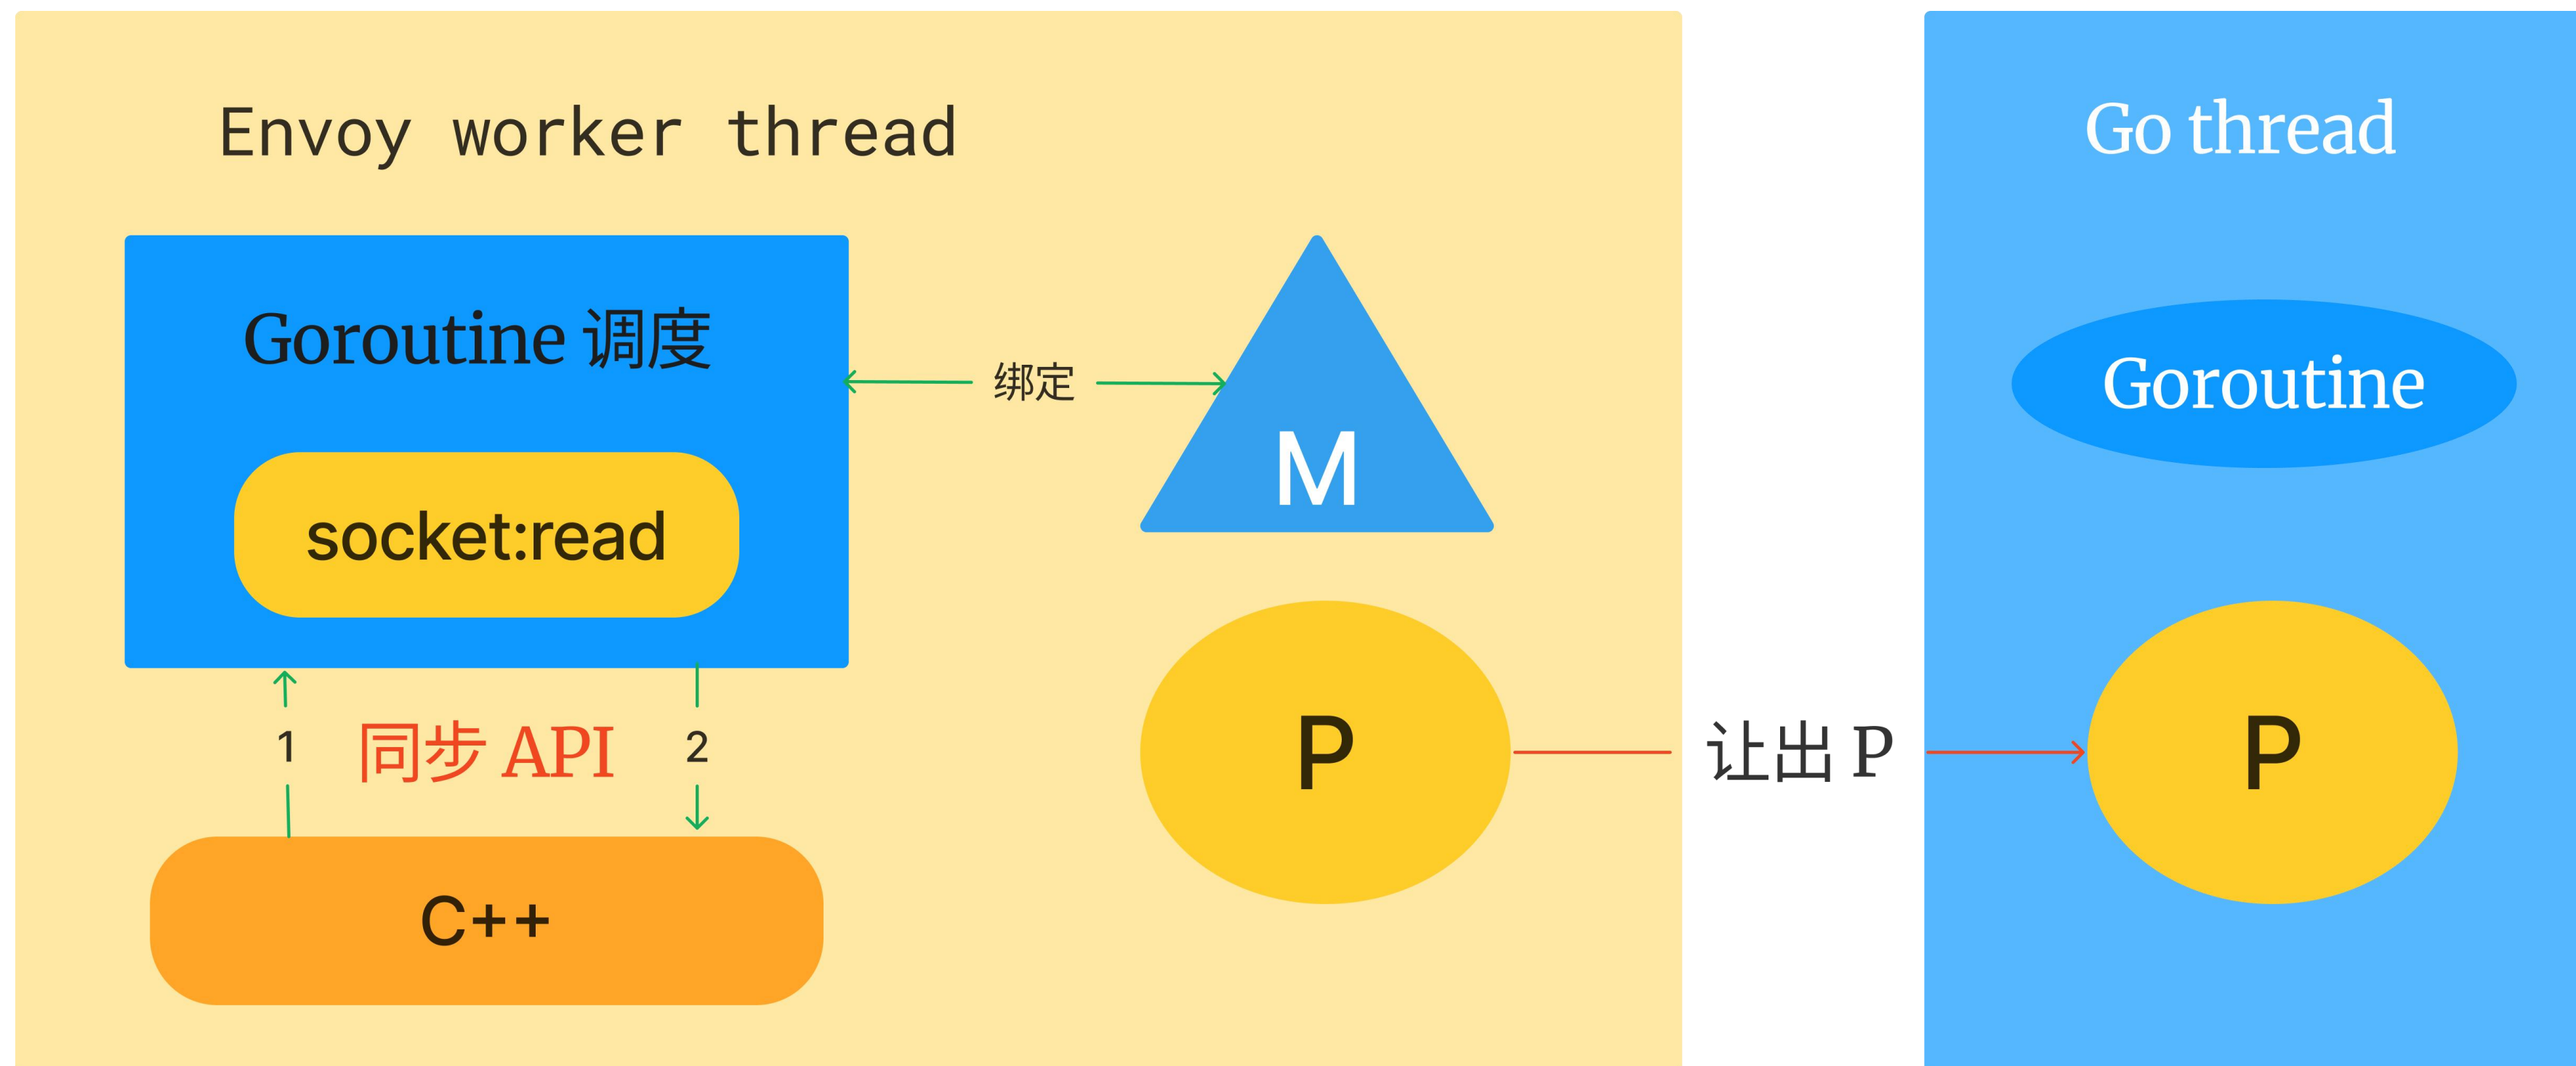 Envoy worker thread
Goroutine 调度
socket:read
绑定
M
1
同步 API
2
C++
P
让出 P
Go thread
Goroutine
P